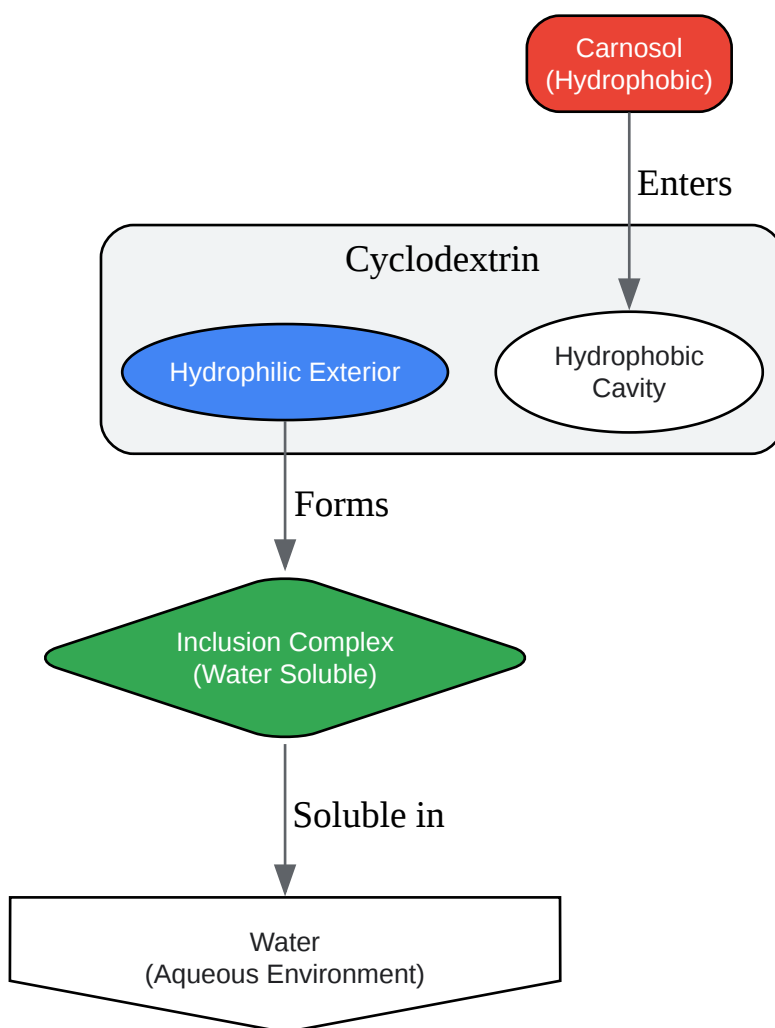 Carnosol
(Hydrophobic)
Enters
Cyclodextrin
Hydrophilic Exterior
Hydrophobic
Cavity
Forms
Inclusion Complex
(Water Soluble)
Soluble in
Water
(Aqueous Environment)